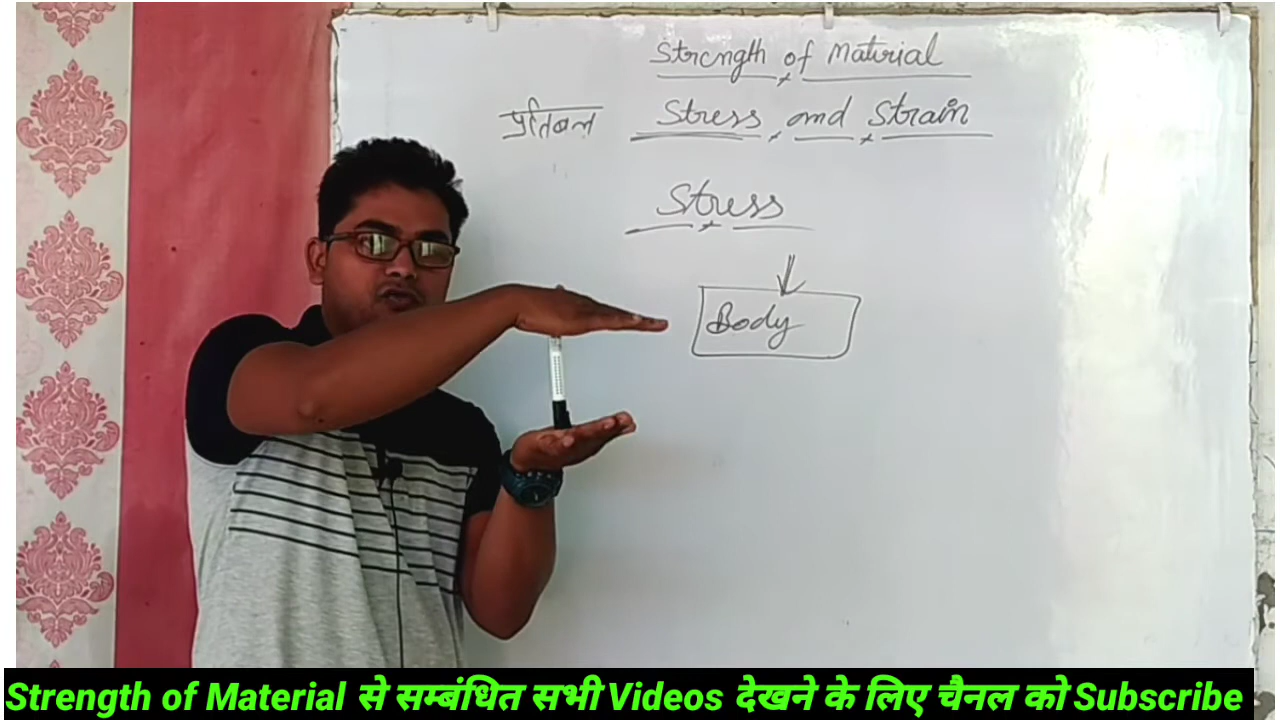 Strength of Material
प्रतिबल Stress and Strain
Stress
Body
Strength of Material से सम्बंधित सभी Videos देखने के लिए चैनल को Subscribe